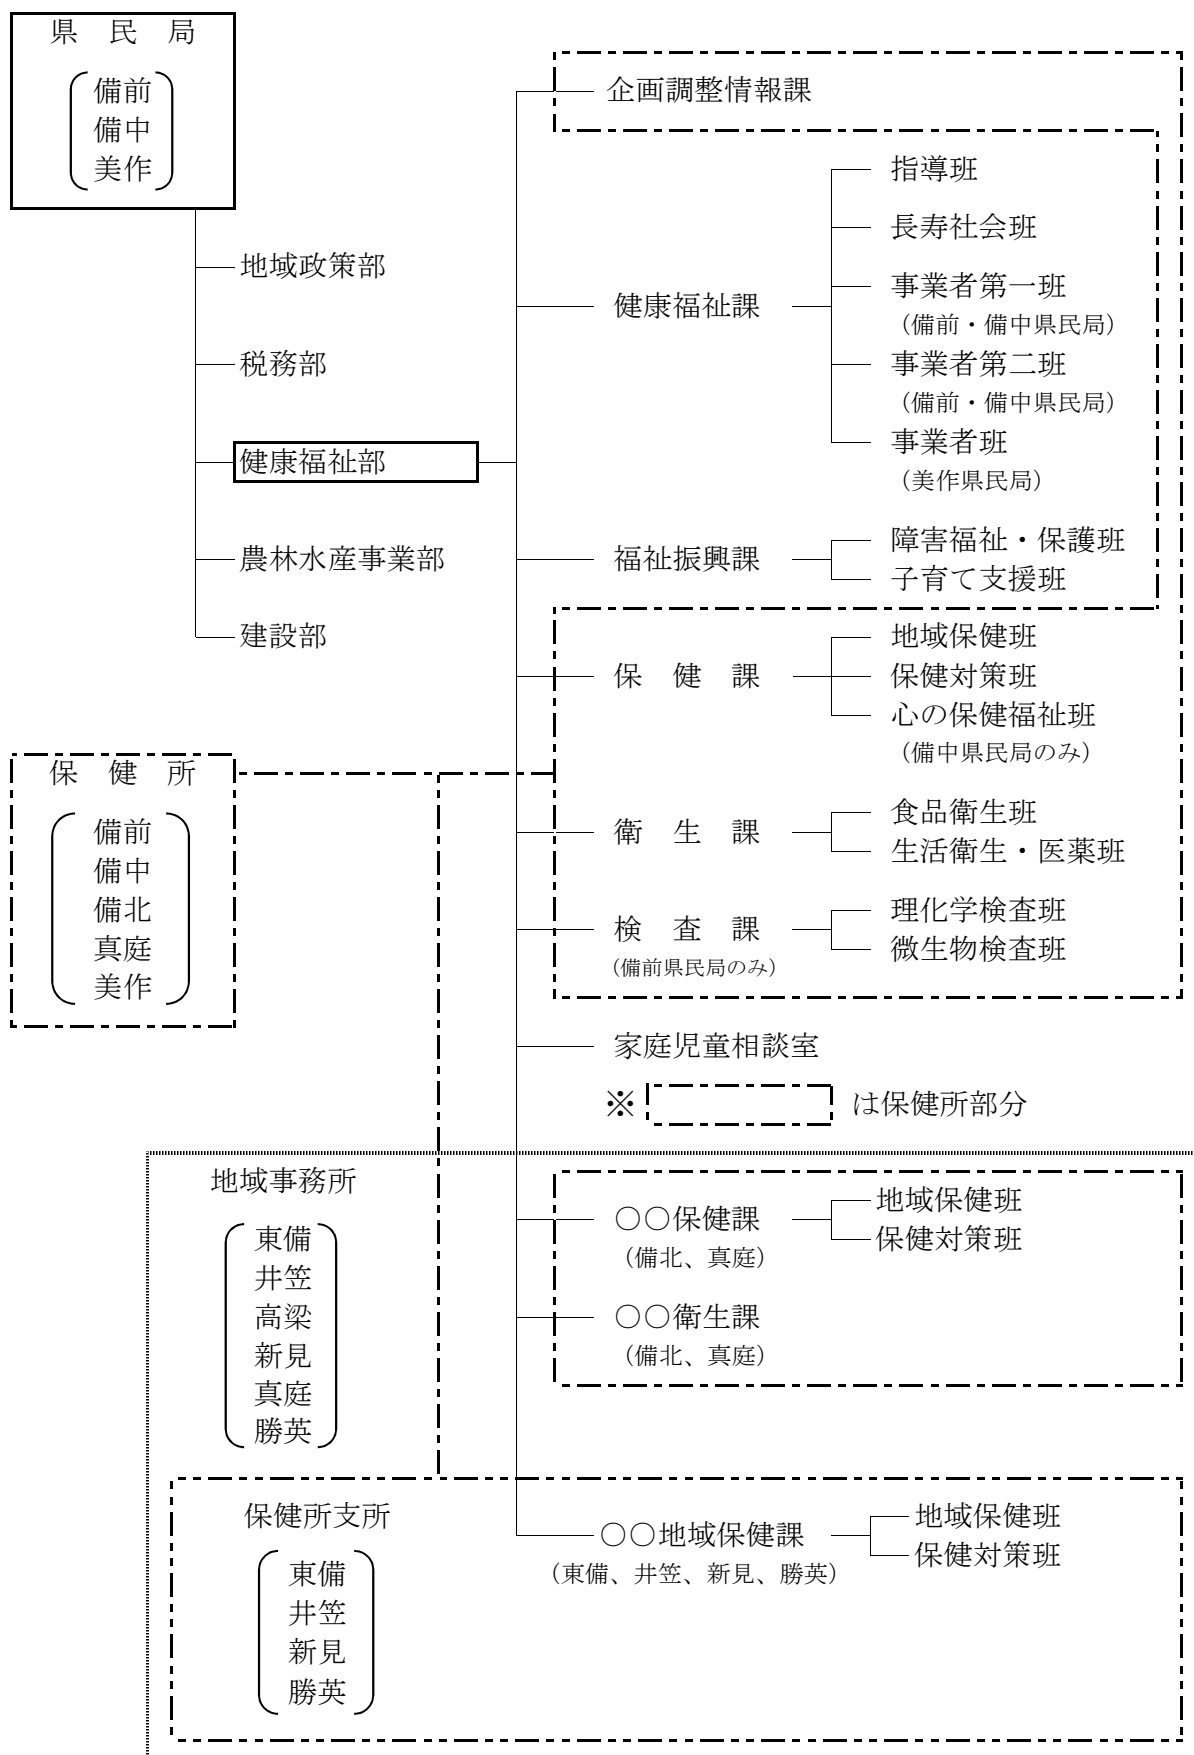 県　民　局
備前
備中
美作
地域政策部
税務部
健康福祉部
農林水産事業部
建設部
企画調整情報課
健康福祉課
指導班
長寿社会班
事業者第一班
（備前・備中県民局）
事業者第二班
（備前・備中県民局）
事業者班
（美作県民局）
福祉振興課
障害福祉・保護班
子育て支援班
保　健　課
地域保健班
保健対策班
心の保健福祉班
（備中県民局のみ）
保　健　所
備前
備中
備北
真庭
美作
衛　生　課
食品衛生班
生活衛生・医薬班
検　査　課
（備前県民局のみ）
理化学検査班
微生物検査班
家庭児童相談室
※　は保健所部分
地域事務所
東備
井笠
高梁
新見
真庭
勝英
〇〇保健課
（備北、真庭）
地域保健班
保健対策班
〇〇衛生課
（備北、真庭）
保健所支所
東備
井笠
新見
勝英
〇〇地域保健課
（東備、井笠、新見、勝英）
地域保健班
保健対策班